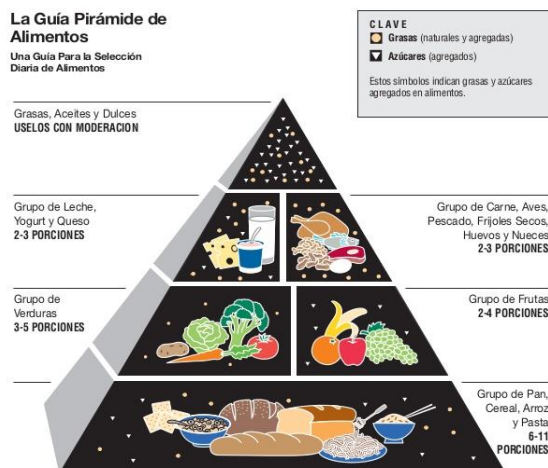 La Guía Pirámide de
Alimentos
Una Guía Para la Selección
Diaria de Alimentos
CLAVE
Grasas (naturales y agregadas)
Azúcares (agregados)
Estos símbolos indican grasas y azúcares
agregados en alimentos.
Grasas, Aceites y Dulces
USELOS CON MODERACION
Grupo de Leche,
Yogurt y Queso
2-3 PORCIONES
Grupo de Carne, Aves,
Pescado, Frijoles Secos,
Huevos y Nueces
2-3 PORCIONES
Grupo de
Verduras
3-5 PORCIONES
Grupo de Frutas
2-4 PORCIONES
Grupo de Pan,
Cereal, Arroz
y Pasta
6-11
PORCIONES